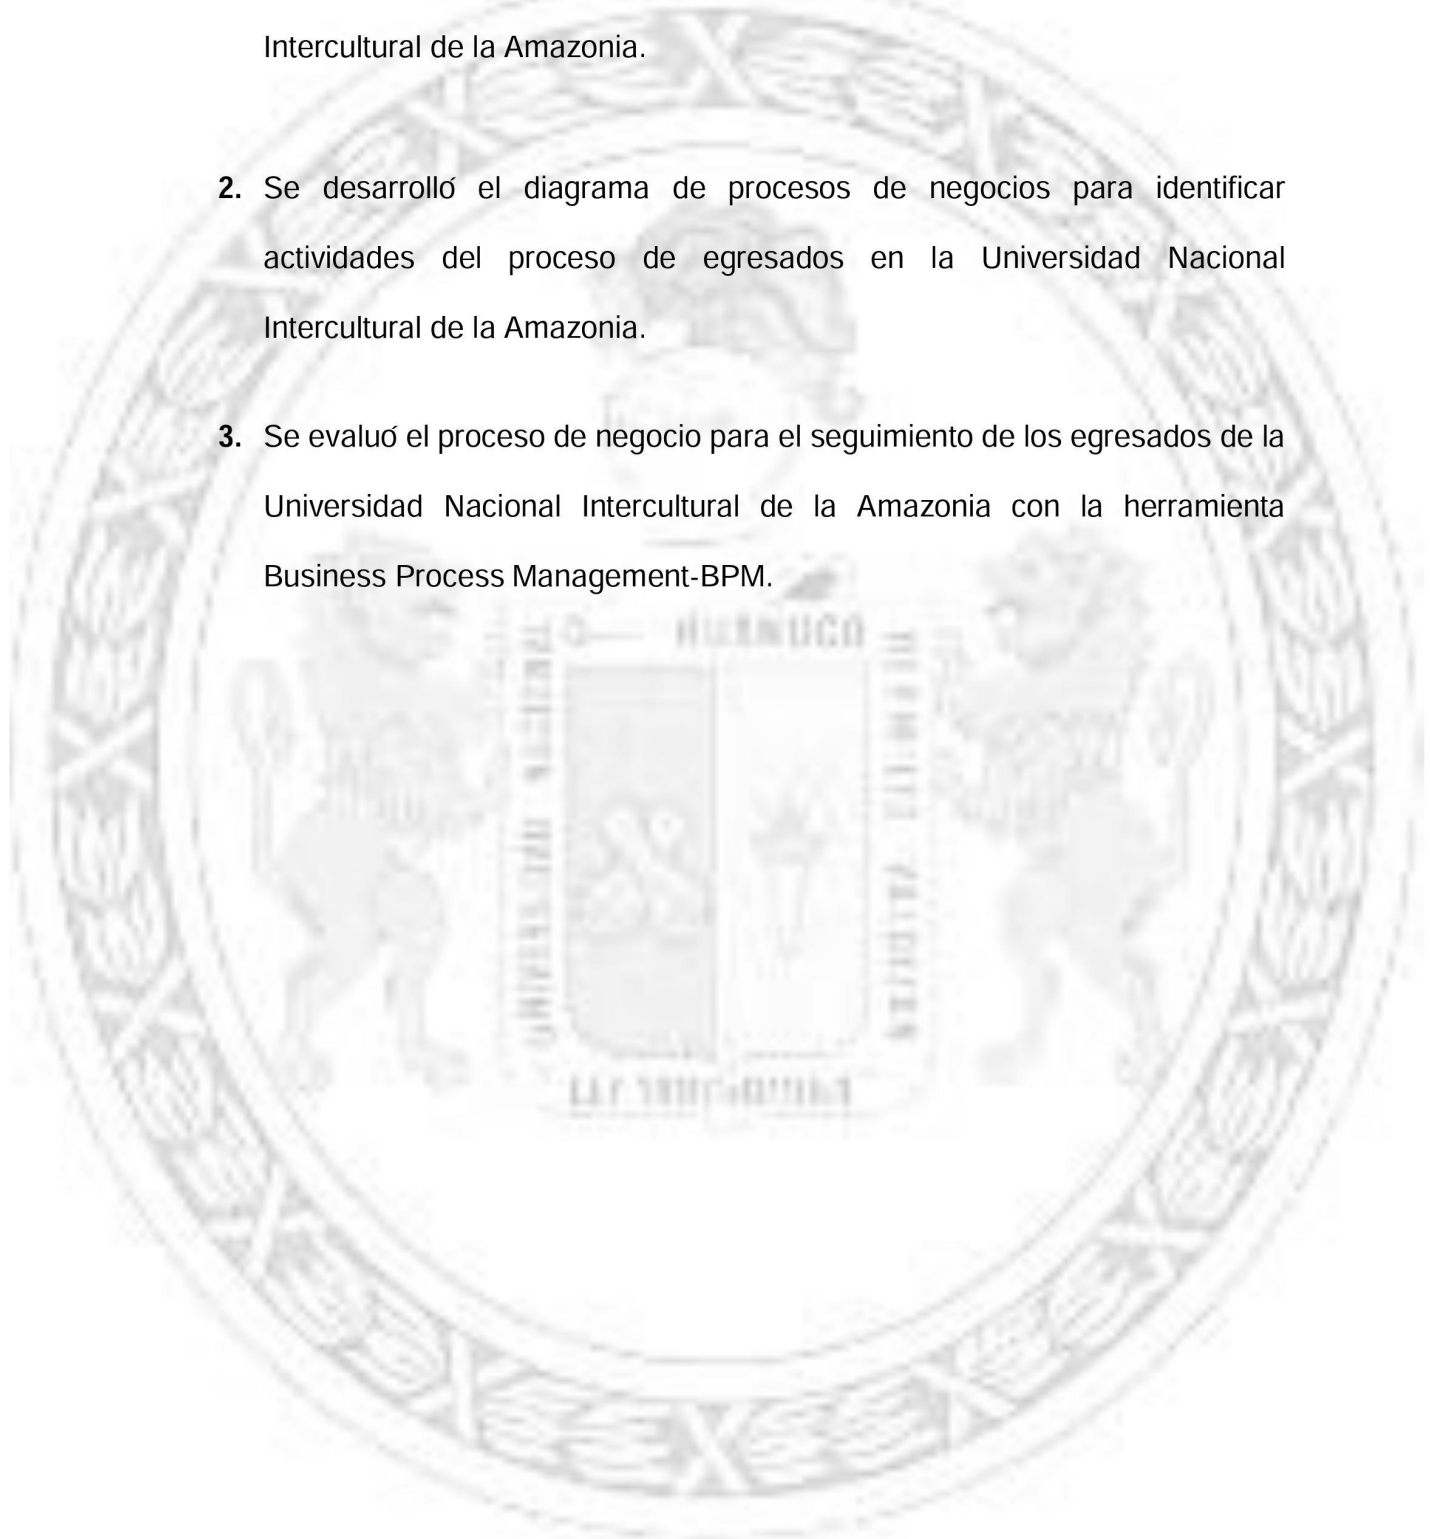 Intercultural de la Amazonia.
2. Se desarrolló el diagrama de procesos de negocios para identificar
actividades del proceso de egresados en la Universidad Nacional
Intercultural de la Amazonia.
3. Se evaluó el proceso de negocio para el seguimiento de los egresados de la
Universidad Nacional Intercultural de la Amazonia con la herramienta
Business Process Management-BPM.